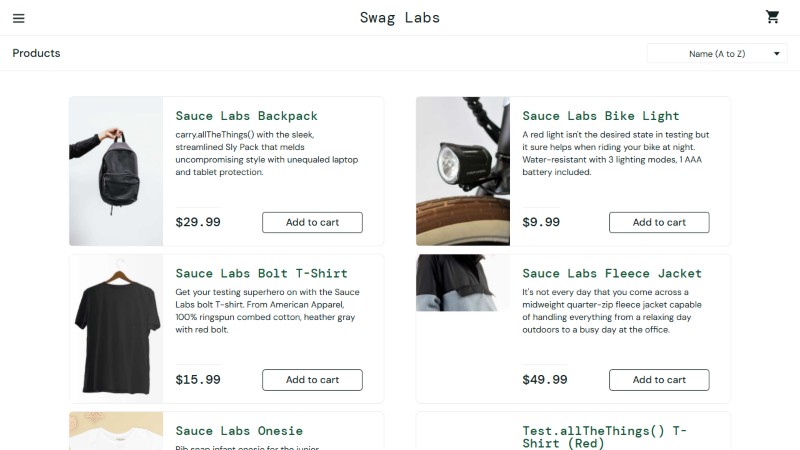 Swag Labs
Products
Name (A to Z)
Sauce Labs Backpack
carry.allTheThings() with the sleek,
streamlined Sly Pack that melds
uncompromising style with unequaled laptop
and tablet protection.
$29.99
Add to cart
Sauce Labs Bike Light
A red light isn't the desired state in testing but
it sure helps when riding your bike at night.
Water-resistant with 3 lighting modes, 1 AAA
battery included.
$9.99
Add to cart
Sauce Labs Bolt T-Shirt
Get your testing superhero on with the Sauce
Labs bolt T-shirt. From American Apparel,
100% ringspun combed cotton, heather gray
with red bolt.
$15.99
Add to cart
Sauce Labs Fleece Jacket
It's not every day that you come across a
midweight quarter-zip fleece jacket capable
of handling everything from a relaxing day
outdoors to a busy day at the office.
$49.99
Add to cart
Sauce Labs Onesie
Rib snap infant onesie for the junior
Test.allTheThings() T-
Shirt (Red)